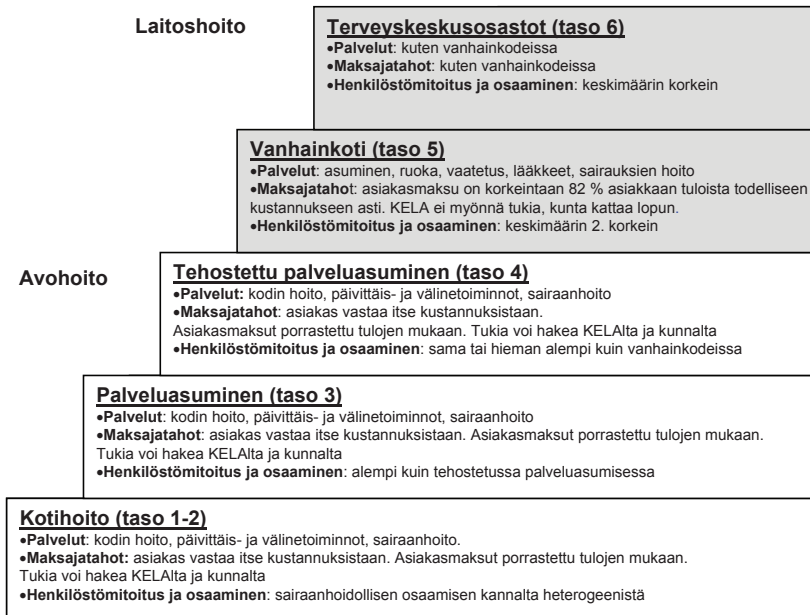 Laitoshoito
Terveyskeskusosastot (taso 6)
•Palvelut: kuten vanhainkodeissa
•Maksajatahot: kuten vanhainkodeissa
•Henkilöstömitoitus ja osaaminen: keskimäärin korkein
Vanhainkoti (taso 5)
•Palvelut: asuminen, ruoka, vaatetus, lääkkeet, sairauksien hoito
•Maksajatahot: asiakasmaksu on korkeintaan 82 % asiakkaan tuloista todelliseen
kustannukseen asti. KELA ei myönnä tukia, kunta kattaa lopun.
•Henkilöstömitoitus ja osaaminen: keskimäärin 2. korkein
Avohoito
Tehostettu palveluasuminen (taso 4)
•Palvelut: kodin hoito, päivittäis- ja välinetoiminnot, sairaanhoito
•Maksajatahot: asiakas vastaa itse kustannuksistaan.
Asiakasmaksut porrastettu tulojen mukaan. Tukia voi hakea KELAlta ja kunnalta
•Henkilöstömitoitus ja osaaminen: sama tai hieman alempi kuin vanhainkodeissa
Palveluasuminen (taso 3)
•Palvelut: kodin hoito, päivittäis- ja välinetoiminnot, sairaanhoito
•Maksajatahot: asiakas vastaa itse kustannuksistaan. Asiakasmaksut porrastettu tulojen mukaan.
Tukia voi hakea KELAlta ja kunnalta
•Henkilöstömitoitus ja osaaminen: alempi kuin tehostetussa palveluasumisessa
Kotihoito (taso 1-2)
•Palvelut: kodin hoito, päivittäis- ja välinetoiminnot, sairaanhoito.
•Maksajatahot: asiakas vastaa itse kustannuksistaan. Asiakasmaksut porrastettu tulojen mukaan.
Tukia voi hakea KELAlta ja kunnalta
•Henkilöstömitoitus ja osaaminen: sairaanhoidollisen osaamisen kannalta heterogeenistä